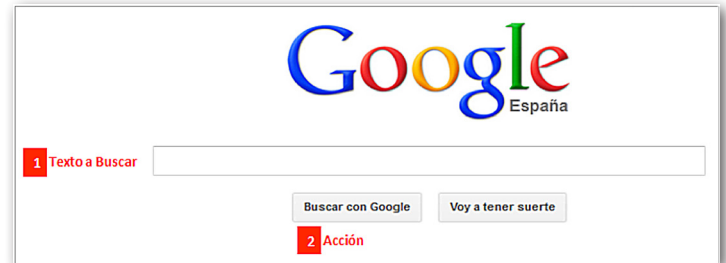 Google
España
1 Texto a Buscar
Buscar con Google Voy a tener suerte
2 Acción